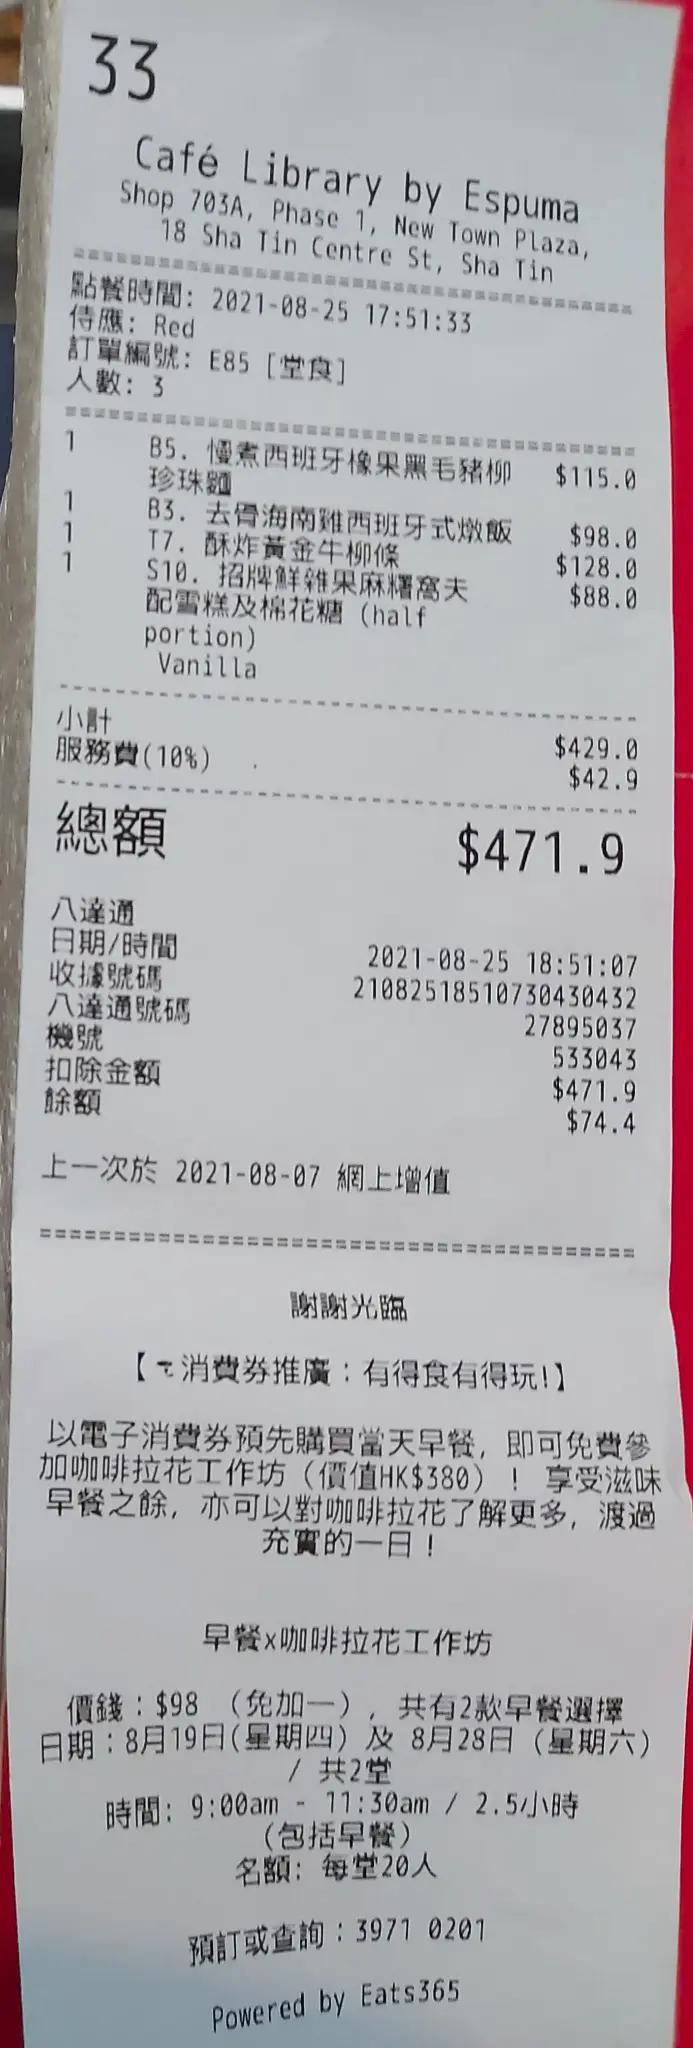 33
Café Library by Espuma
Shop 703A, Phase 1, New Town Plaza,
18 Sha Tin Centre St, Sha Tin
點餐時間: 2021-08-25 17:51:33
侍應: Red
訂單編號: E85 [堂食]
人數: 3
1 B5. 慢煮西班牙橡果黑毛豬柳 $115.0
珍珠麵
1 B3. 去骨海南雞西班牙式燉飯 $98.0
1 T7. 酥炸黃金牛柳條 $128.0
1 S10. 招牌鮮雜果麻糬窩夫 $88.0
配雪糕及棉花糖 (half
portion)
Vanilla
小計 $429.0
服務費(10%) $42.9
總額 $471.9
八達通
日期/時間 2021-08-25 18:51:07
收據號碼 21082518510730430432
八達通號碼 27895037
機號 533043
扣除金額 $471.9
餘額 $74.4
上一次於 2021-08-07 網上增值
謝謝光臨
【 消費券推廣：有得食有得玩!】
以電子消費券預先購買當天早餐, 即可免費參
加咖啡拉花工作坊 (價值HK$380) ! 享受滋味
早餐之餘, 亦可以對咖啡拉花了解更多, 渡過
充實的一日!
早餐x咖啡拉花工作坊
價錢：$98 (免加一), 共有2款早餐選擇
日期：8月19日(星期四) 及 8月28日 (星期六)
/ 共2堂
時間: 9:00am - 11:30am / 2.5小時
(包括早餐)
名額: 每堂20人
預訂或查詢：3971 0201
Powered by Eats365